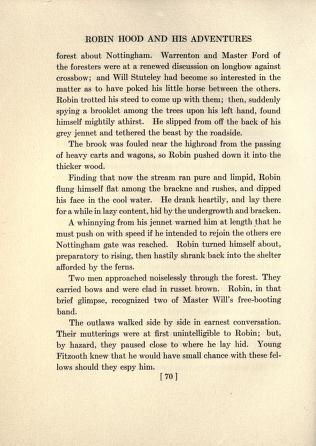 ROBIN HOOD AND HIS ADVENTURES
forest about Nottingham. Warrenton and Master Ford of
the foresters were at a renewed discussion on longbow against
crossbow; and Will Stuteley had become so interested in the
matter as to have poked his little horse between the others.
Robin trotted his steed to come up with them; then, suddenly
spying a brooklet among the trees upon his left hand, found
himself mightily athirst. He slipped from off the back of his
grey jennet and tethered the beast by the roadside.
The brook was fouled near the highroad from the passing
of heavy carts and wagons, so Robin pushed down it into the
thicker wood.
Finding that now the stream ran pure and limpid, Robin
flung himself flat among the brackne and rushes, and dipped
his face in the cool water. He drank heartily, and lay there
for a while in lazy content, hid by the undergrowth and bracken.
A whinnying from his jennet warned him at length that he
must push on with speed if he intended to rejoin the others ere
Nottingham gate was reached. Robin turned himself about,
preparatory to rising, then hastily shrank back into the shelter
afforded by the ferns.
Two men approached noiselessly through the forest. They
carried bows and were clad in russet brown. Robin, in that
brief glimpse, recognized two of Master Will's free-booting
band.
The outlaws walked side by side in earnest conversation.
Their mutterings were at first unintelligible to Robin; but,
by hazard, they paused close to where he lay hid. Young
Fitzooth knew that he would have small chance with these fel-
lows should they espy him.
[ 70 ]